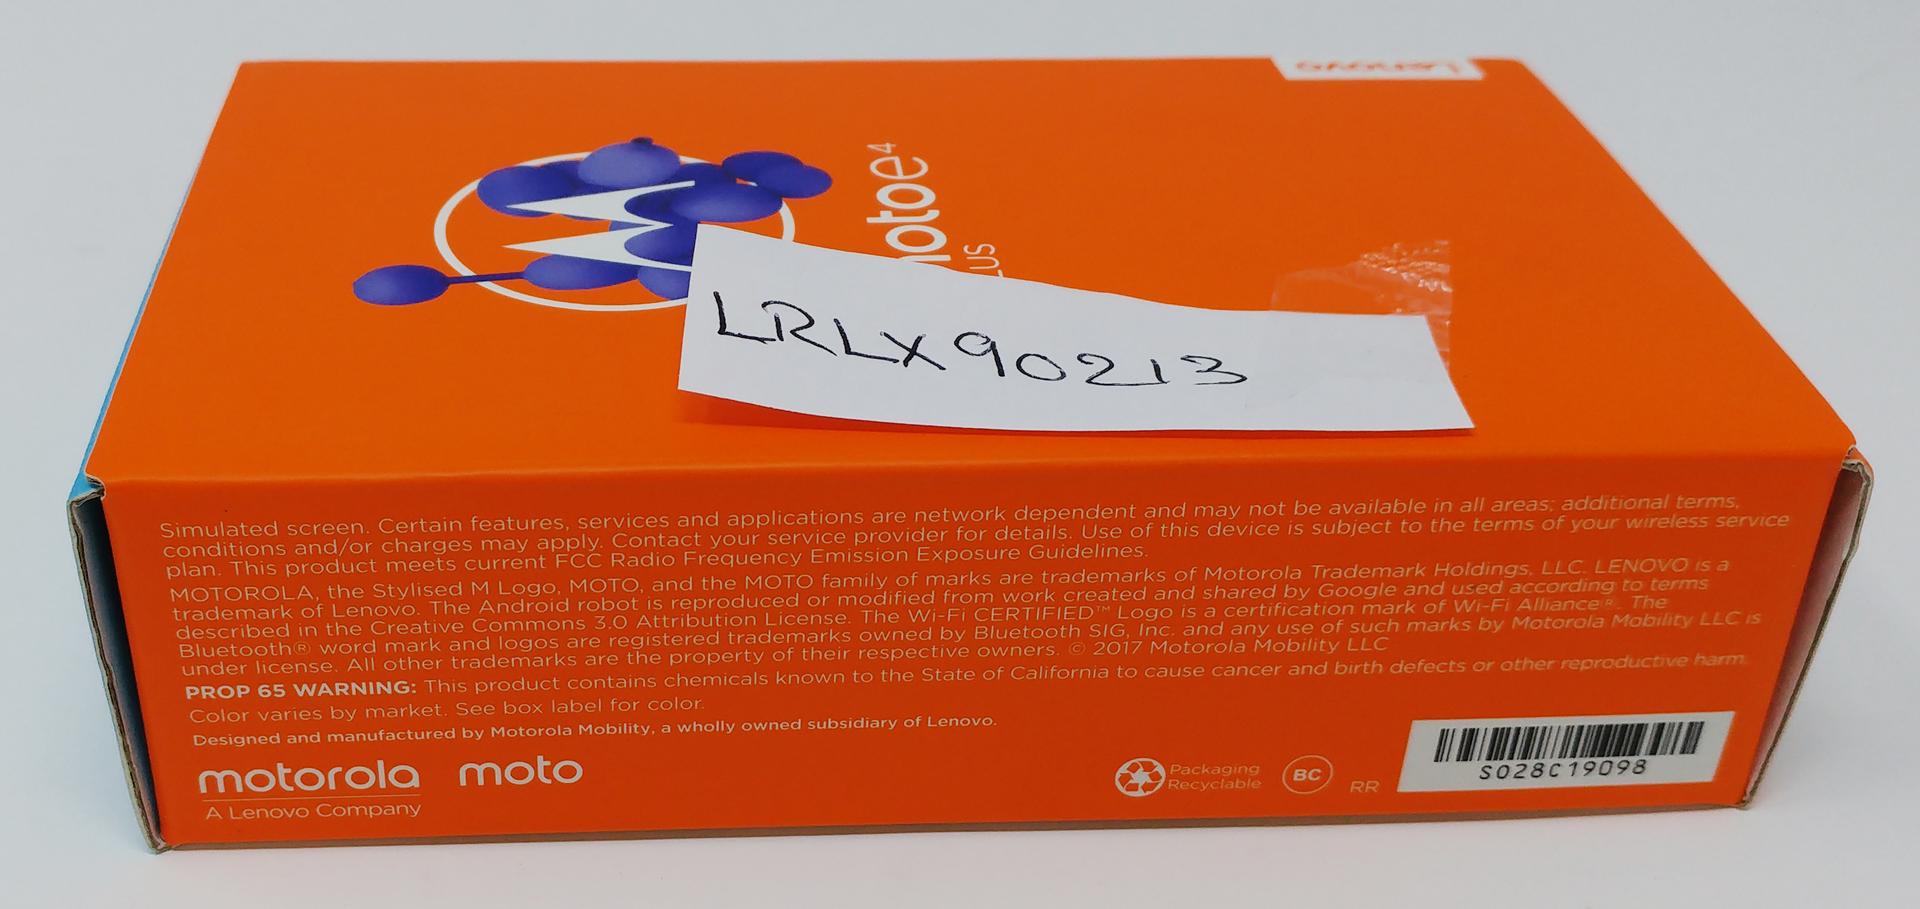 Lenovo
otoe⁴
LUS
LRLX90213
Simulated screen. Certain features, services and applications are network dependent and may not be available in all areas; additional terms,
conditions and/or charges may apply. Contact your service provider for details. Use of this device is subject to the terms of your wireless service
plan. This product meets current FCC Radio Frequency Emission Exposure Guidelines.
MOTOROLA, the Stylised M Logo, MOTO, and the MOTO family of marks are trademarks of Motorola Trademark Holdings, LLC. LENOVO is a
trademark of Lenovo. The Android robot is reproduced or modified from work created and shared by Google and used according to terms
described in the Creative Commons 3.0 Attribution License. The Wi-Fi CERTIFIED™ Logo is a certification mark of Wi-Fi Alliance®. The
Bluetooth® word mark and logos are registered trademarks owned by Bluetooth SIG, Inc. and any use of such marks by Motorola Mobility LLC is
under license. All other trademarks are the property of their respective owners. © 2017 Motorola Mobility LLC
PROP 65 WARNING: This product contains chemicals known to the State of California to cause cancer and birth defects or other reproductive harm.
Color varies by market. See box label for color.
Designed and manufactured by Motorola Mobility, a wholly owned subsidiary of Lenovo.
motorola moto
A Lenovo Company
Packaging
Recyclable
BC
RR
S028C19098